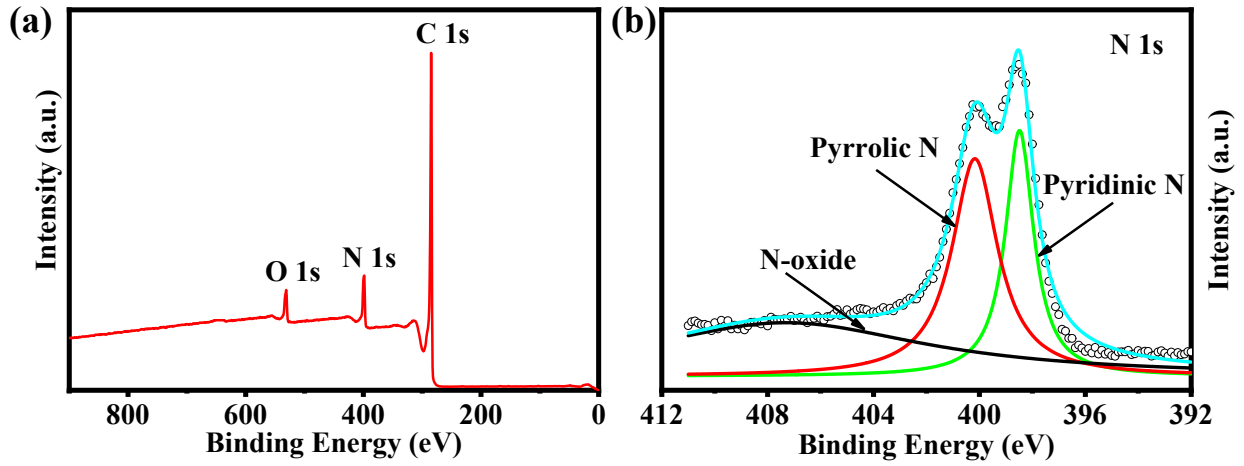 (a)
C 1s
O 1s
N 1s
Intensity (a.u.)
800
600
400
200
0
Binding Energy (eV)
(b)
N 1s
Pyrrolic N
Pyridinic N
N-oxide
Intensity (a.u.)
412
408
404
400
396
392
Binding Energy (eV)